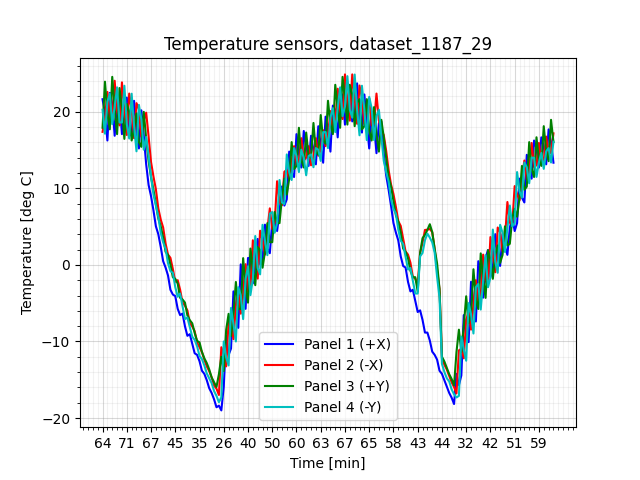 Temperature sensors, dataset_1187_29
Temperature [deg C]
20
10
0
−10
−20
Panel 1 (+X)
Panel 2 (-X)
Panel 3 (+Y)
Panel 4 (-Y)
64 71 67 45 35 26 40 50 60 63 67 65 58 43 44 32 42 51 59
Time [min]